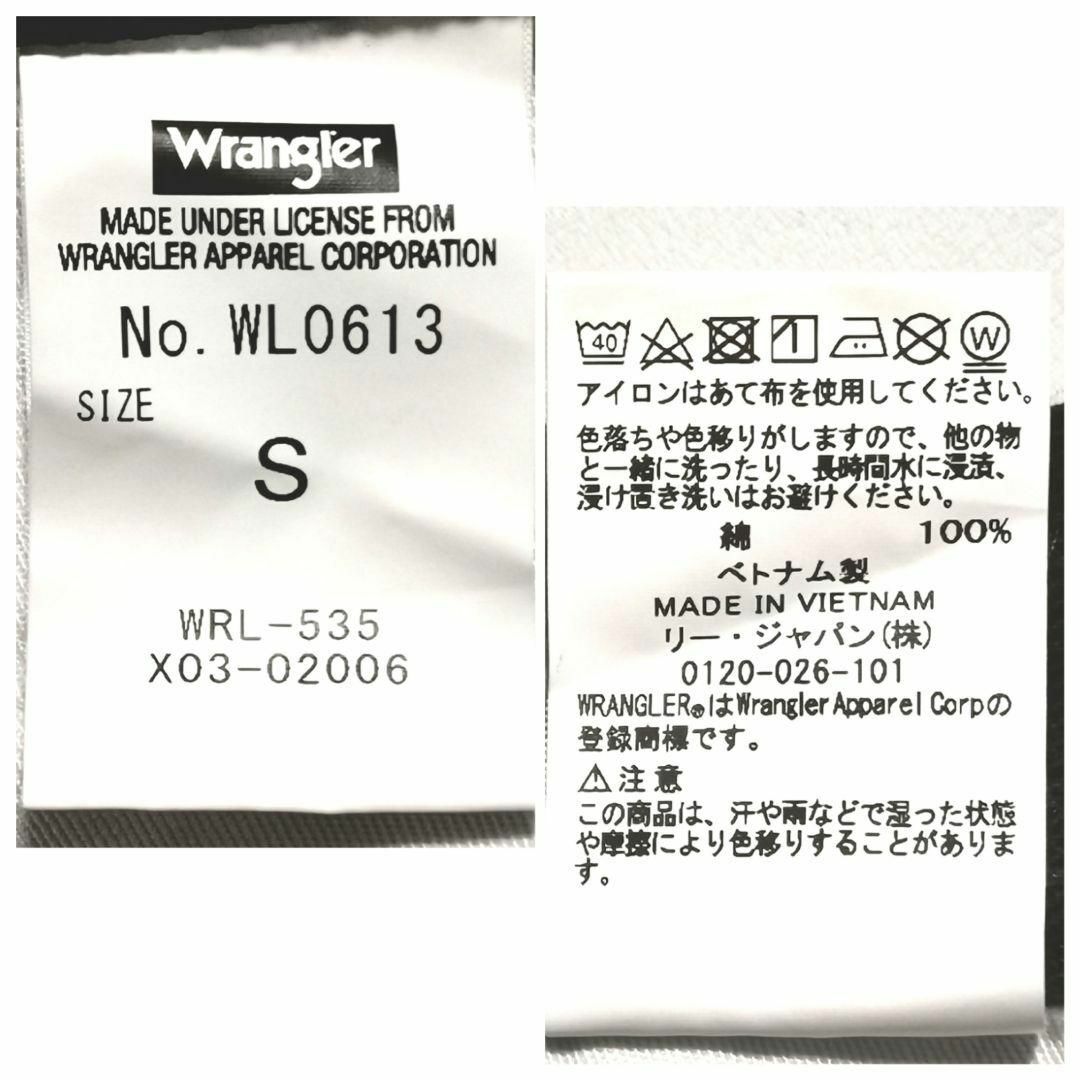 Wrangler
MADE UNDER LICENSE FROM
WRANGLER APPAREL CORPORATION
No. WL0613
SIZE
S
WRL-535
X03-02006
40
W
アイロンはあて布を使用してください。
色落ちや色移りがしますので、他の物
と一緒に洗ったり、長時間水に浸漬、
浸け置き洗いはお避けください。
綿 100%
ベトナム製
MADE IN VIETNAM
リー・ジャパン(株)
0120-026-101
WRANGLER®はWrangler Apparel Corpの
登録商標です。
⚠注意
この商品は、汗や雨などで湿った状態
や摩擦により色移りすることがありま
す。